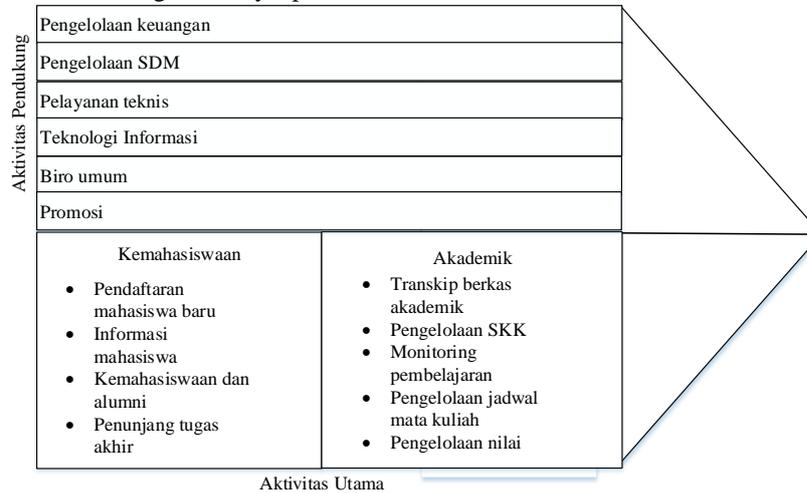 Pengelolaan keuangan
Pengelolaan SDM
Pelayanan teknis
Teknologi Informasi
Biro umum
Promosi
Aktivitas Pendukung
Kemahasiswaan
• Pendaftaran
mahasiswa baru
• Informasi
mahasiswa
• Kemahasiswaan dan
alumni
• Penunjang tugas
akhir
Akademik
• Transkip berkas
akademik
• Pengelolaan SKK
• Monitoring
pembelajaran
• Pengelolaan jadwal
mata kuliah
• Pengelolaan nilai
Aktivitas Utama